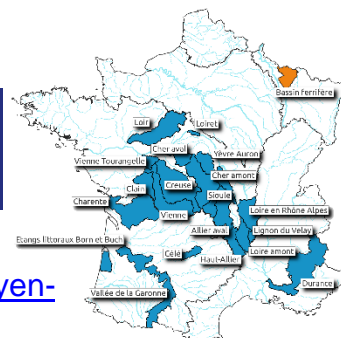 Bassin ferrifère
Loir
Loiret
Cher aval
Yèvre Auron
Vienne Tourangelle
Cher amont
Clain
Creuse
Sioule
Charente
Loire en Rhône Alpes
Vienne
Allier aval
Lignon du Velay
Etangs littoraux Born et Buch
Célé
Haut-Allier
Loire amont
Durance
yen-
Vallée de la Garonne